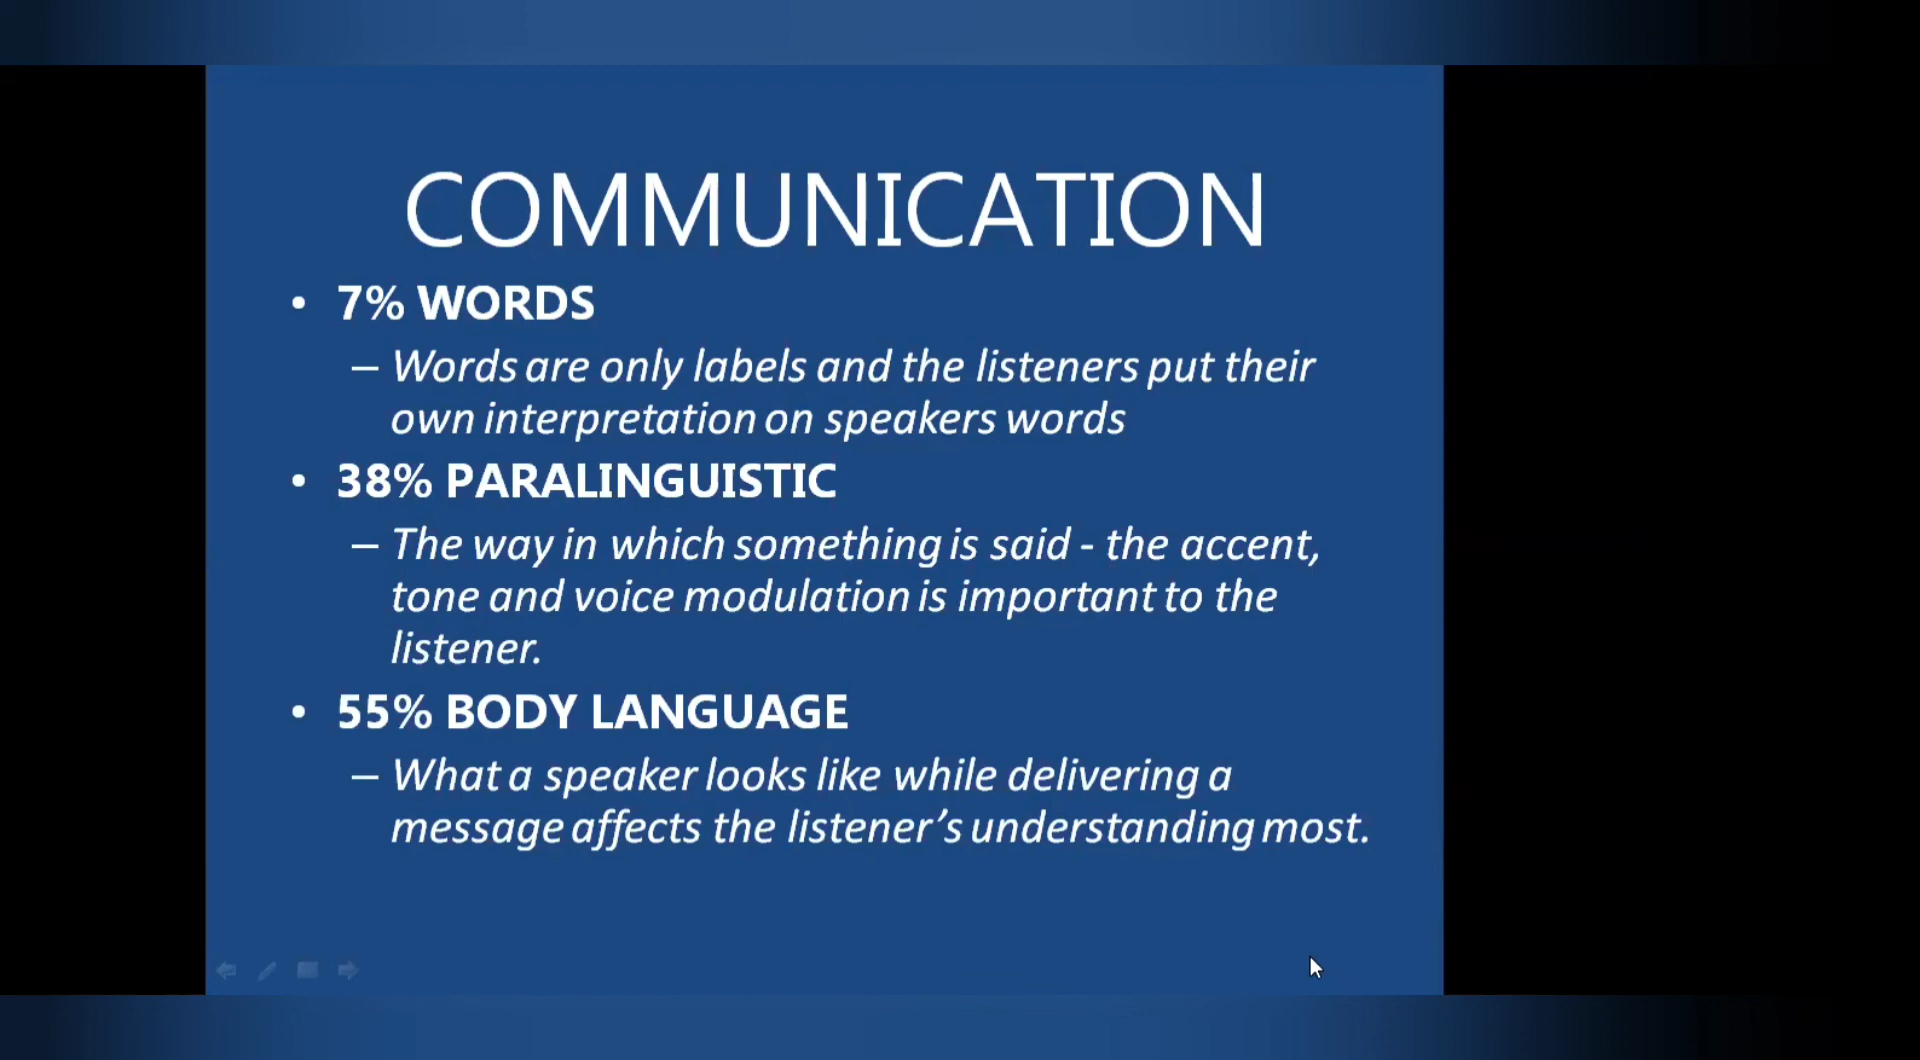 COMMUNICATION
• 7% WORDS
– Words are only labels and the listeners put their
own interpretation on speakers words
• 38% PARALINGUISTIC
– The way in which something is said - the accent,
tone and voice modulation is important to the
listener.
• 55% BODY LANGUAGE
– What a speaker looks like while delivering a
message affects the listener’s understanding most.